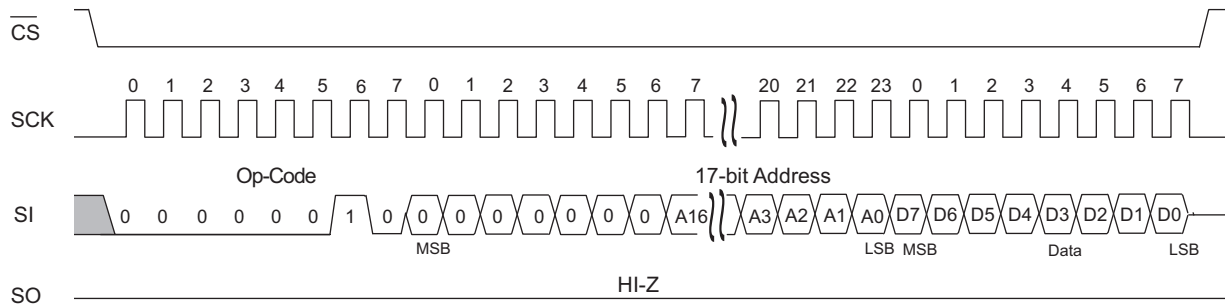 CS
0 1 2 3 4 5 6 7 0 1 2 3 4 5 6 7 20 21 22 23 0 1 2 3 4 5 6 7
SCK
Op-Code 17-bit Address
SI 0 0 0 0 0 0 1 0 0 0 0 0 0 0 0 A16 A3 A2 A1 A0 D7 D6 D5 D4 D3 D2 D1 D0
MSB LSB MSB Data LSB
HI-Z
SO